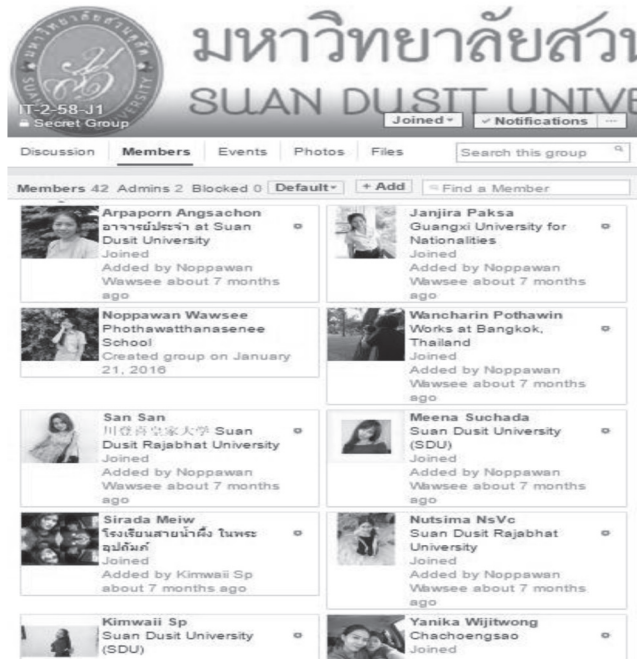 มหาวิทยาลัยสวน
SUAN DUSIT UNIVE
IT-2-58-J1
Secret Group
Joined
Notifications
Discussion Members Events Photos Files Search this group
Members 42 Admins 2 Blocked 0 Default + Add Find a Member
Arpaporn Angsachon
อาจารย์ประจำ at Suan
Dusit University
Joined
Added by Noppawan
Wawsee about 7 months
ago
Janjira Paksa
Guangxi University for
Nationalities
Joined
Added by Noppawan
Wawsee about 7 months
ago
Noppawan Wawsee
Phothawatthanasenee
School
Created group on January
21, 2016
Wancharin Pothawin
Works at Bangkok,
Thailand
Joined
Added by Noppawan
Wawsee about 7 months
ago
San San
川登喜皇家大学 Suan
Dusit Rajabhat University
Joined
Added by Noppawan
Wawsee about 7 months
ago
Meena Suchada
Suan Dusit University
(SDU)
Joined
Added by Noppawan
Wawsee about 7 months
ago
Sirada Meiw
โรงเรียนสายน้ำผึ้ง ในพระ
อุปถัมภ์
Joined
Added by Kimwaii Sp
about 7 months ago
Nutsima NsVc
Suan Dusit Rajabhat
University
Joined
Added by Noppawan
Wawsee about 7 months
ago
Kimwaii Sp
Suan Dusit University
(SDU)
Yanika Wijitwong
Chachoengsao
Joined